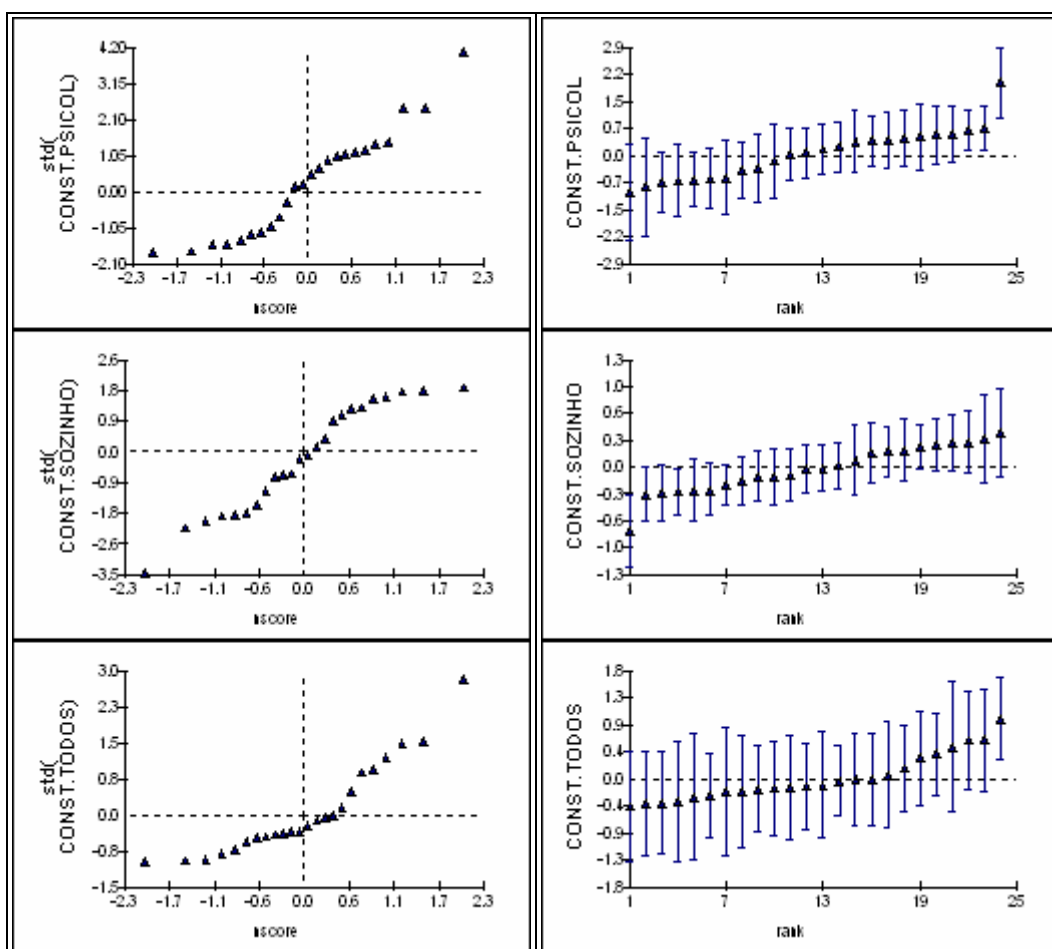 4.20
3.15
2.10
1.05
0.00
-1.05
-2.10
std(
CONST.PSICOL)
-2.3 -1.7 -1.1 -0.6 0.0 0.6 1.1 1.7 2.3
nscore
2.9
2.2
1.5
0.7
0.0
-0.7
-1.5
-2.2
-2.9
CONST.PSICOL
1 7 13 19 25
rank
2.6
1.8
0.9
0.0
-0.9
-1.8
-2.6
-3.5
std(
CONST.SOZINHO)
-2.3 -1.7 -1.1 -0.6 0.0 0.6 1.1 1.7 2.3
nscore
1.3
1.0
0.6
0.3
0.0
-0.3
-0.6
-1.0
-1.3
CONST.SOZINHO
1 7 13 19 25
rank
3.0
2.3
1.5
0.8
0.0
-0.8
-1.5
std(
CONST.TODOS)
-2.3 -1.7 -1.1 -0.6 0.0 0.6 1.1 1.7 2.3
nscore
1.8
1.3
0.9
0.4
0.0
-0.4
-0.9
-1.3
-1.8
CONST.TODOS
1 7 13 19 25
rank